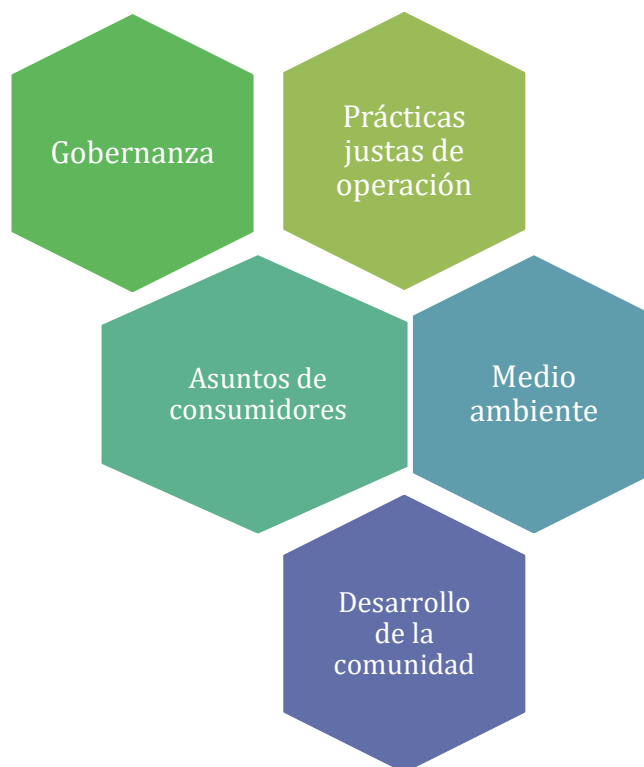 Gobernanza
Prácticas
justas de
operación
Asuntos de
consumidores
Medio
ambiente
Desarrollo
de la
comunidad